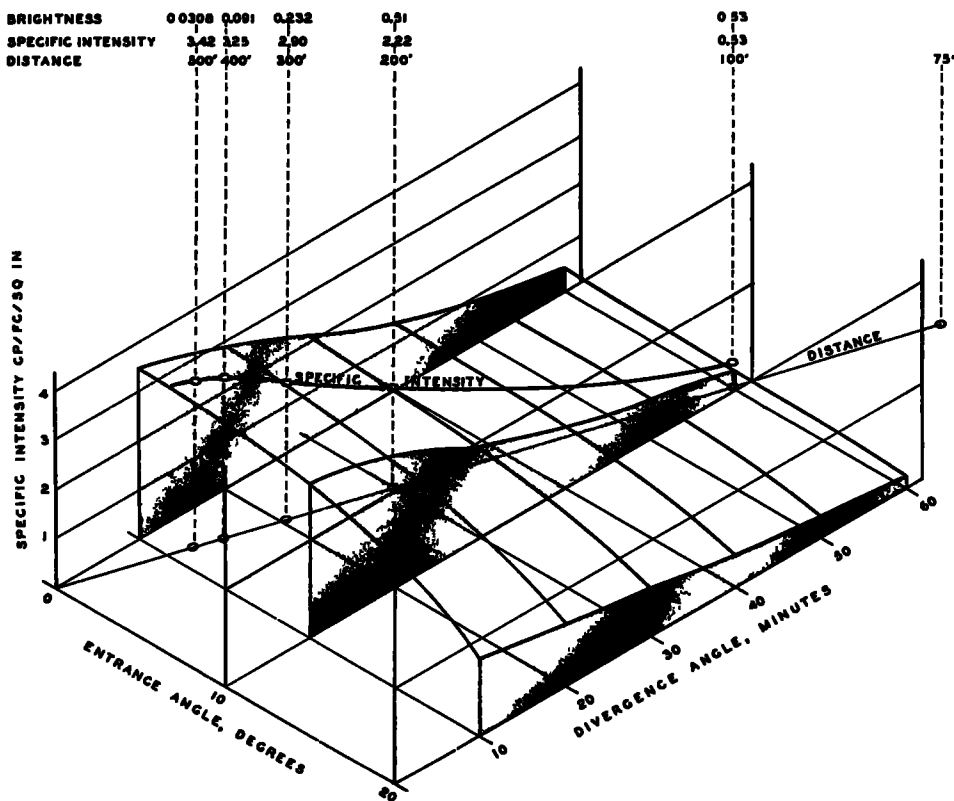 BRIGHTNESS 0.0308 0.091 0.232 0.51 0.53
SPECIFIC INTENSITY 3.42 3.25 2.90 2.22 0.53
DISTANCE 500' 400' 300' 200' 100' 75'
SPECIFIC INTENSITY CP/FC/SQ IN
4
3
2
1
SPECIFIC INTENSITY
DISTANCE
0
10
20
ENTRANCE ANGLE, DEGREES
10
20
30
40
50
60
DIVERGENCE ANGLE, MINUTES